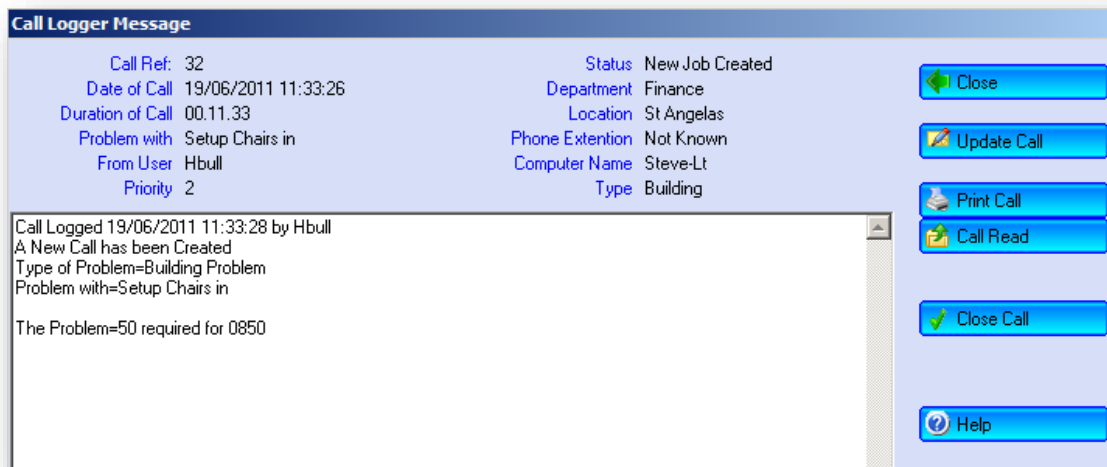 Call Logger Message
Call Ref: 32
Date of Call 19/06/2011 11:33:26
Duration of Call 00.11.33
Problem with Setup Chairs in
From User Hbull
Priority 2
Status New Job Created
Department Finance
Location St Angelas
Phone Extention Not Known
Computer Name Steve-Lt
Type Building
Close
Update Call
Print Call
Call Read
Close Call
Help
Call Logged 19/06/2011 11:33:28 by Hbull
A New Call has been Created
Type of Problem=Building Problem
Problem with=Setup Chairs in
The Problem=50 required for 0850